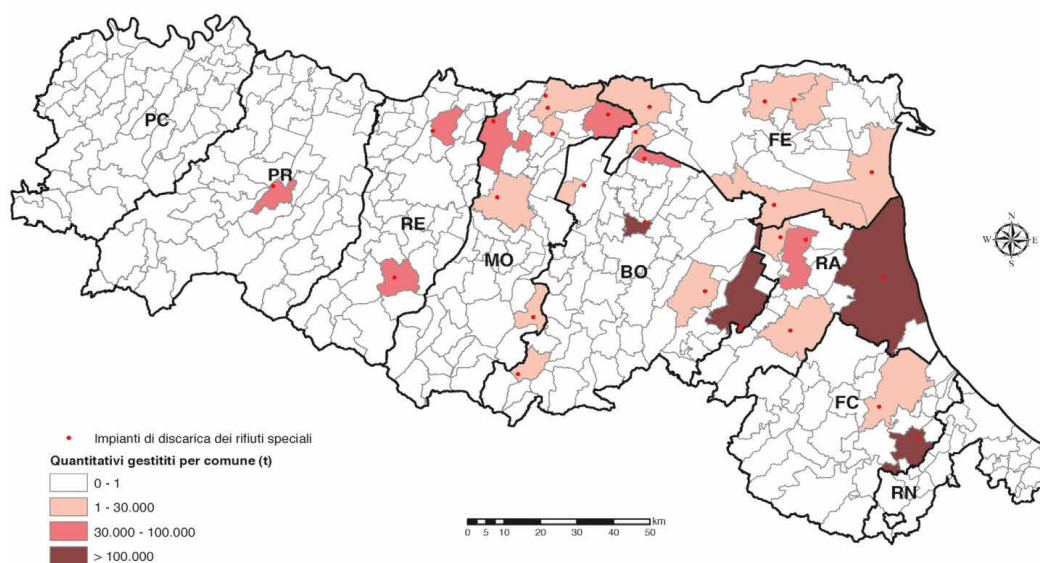 PC
PR
RE
MO
BO
FE
RA
FC
RN
N
W E
S
Impianti di discarica dei rifiuti speciali
Quantitativi gestititi per comune (t)
0 - 1
1 - 30.000
30.000 - 100.000
> 100.000
km
0 5 10 20 30 40 50